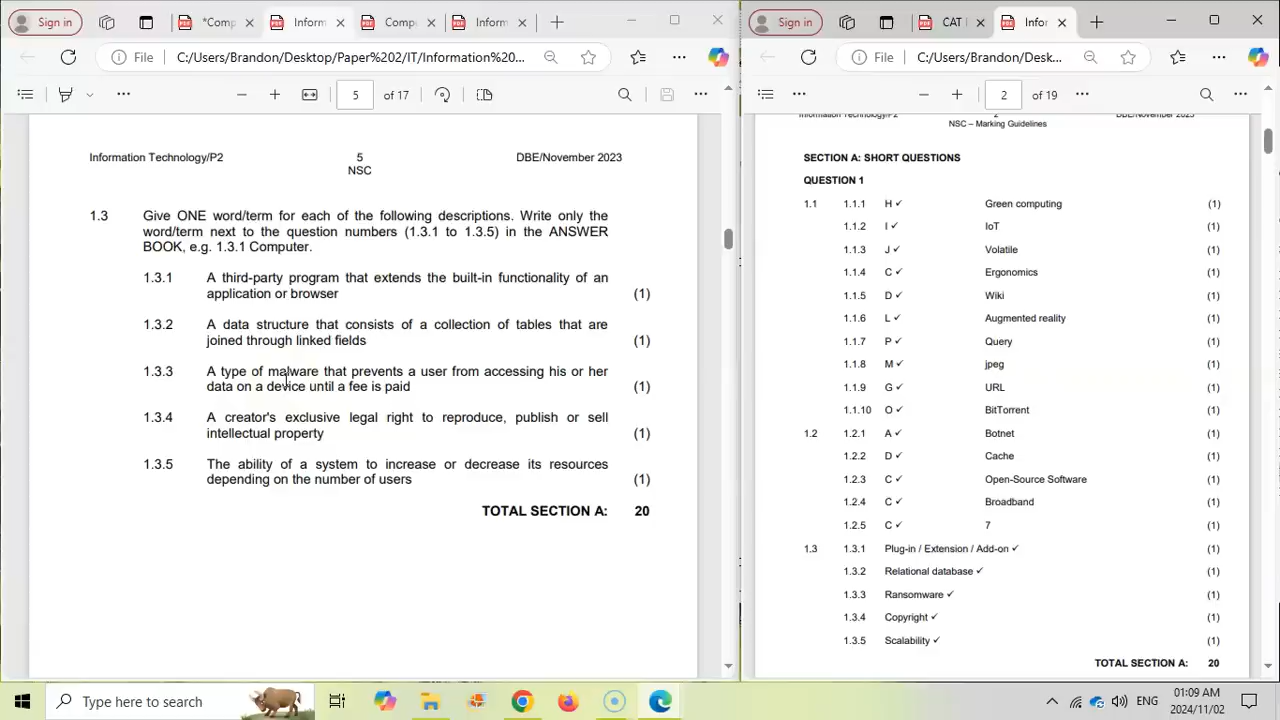 Sign in
*Comp
Inform
Comp
Inform
File
C:/Users/Brandon/Desktop/Paper%202/IT/Information%20...
5 of 17
Information Technology/P2 5 DBE/November 2023
NSC
1.3 Give ONE word/term for each of the following descriptions. Write only the
word/term next to the question numbers (1.3.1 to 1.3.5) in the ANSWER
BOOK, e.g. 1.3.1 Computer.
1.3.1 A third-party program that extends the built-in functionality of an
application or browser (1)
1.3.2 A data structure that consists of a collection of tables that are
joined through linked fields (1)
1.3.3 A type of malware that prevents a user from accessing his or her
data on a device until a fee is paid (1)
1.3.4 A creator's exclusive legal right to reproduce, publish or sell
intellectual property (1)
1.3.5 The ability of a system to increase or decrease its resources
depending on the number of users (1)
TOTAL SECTION A: 20
Sign in
CAT
Infor
File
C:/Users/Brandon/Desk...
2 of 19
Information Technology/P2 2 DBE/November 2023
NSC – Marking Guidelines
SECTION A: SHORT QUESTIONS
QUESTION 1
1.1 1.1.1 H ✓ Green computing (1)
1.1.2 I ✓ IoT (1)
1.1.3 J ✓ Volatile (1)
1.1.4 C ✓ Ergonomics (1)
1.1.5 D ✓ Wiki (1)
1.1.6 L ✓ Augmented reality (1)
1.1.7 P ✓ Query (1)
1.1.8 M ✓ jpeg (1)
1.1.9 G ✓ URL (1)
1.1.10 O ✓ BitTorrent (1)
1.2 1.2.1 A ✓ Botnet (1)
1.2.2 D ✓ Cache (1)
1.2.3 C ✓ Open-Source Software (1)
1.2.4 C ✓ Broadband (1)
1.2.5 C ✓ 7 (1)
1.3 1.3.1 Plug-in / Extension / Add-on ✓ (1)
1.3.2 Relational database ✓ (1)
1.3.3 Ransomware ✓ (1)
1.3.4 Copyright ✓ (1)
1.3.5 Scalability ✓ (1)
TOTAL SECTION A: 20
Type here to search
ENG
01:09 AM
2024/11/02